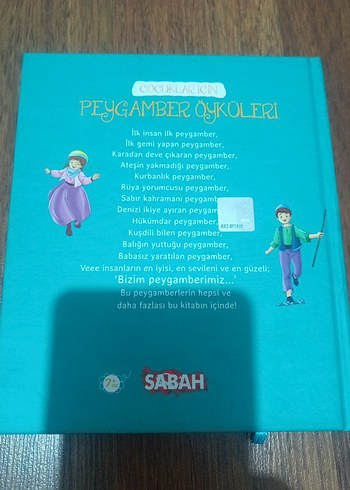 ÇOCUKLAR İÇİN
PEYGAMBER ÖYKÜLERİ
İlk insan ilk peygamber,
İlk gemi yapan peygamber,
Karadan deve çıkaran peygamber,
Ateşin yakmadığı peygamber,
Kurbanlık peygamber,
Rüya yorumcusu peygamber,
Sabır kahramanı peygamber,
Denizi ikiye ayıran
Hükümdar peygamber,
Kuşdili bilen peygamber,
Balığın yuttuğu peygamber,
Babasız yaratılan peygamber,
Veee insanların en iyisi, en sevileni ve en güzeli;
'Bizim peygamberimiz...'
Bu peygamberlerin hepsi ve
daha fazlası bu kitabın içinde!
7+
SABAH